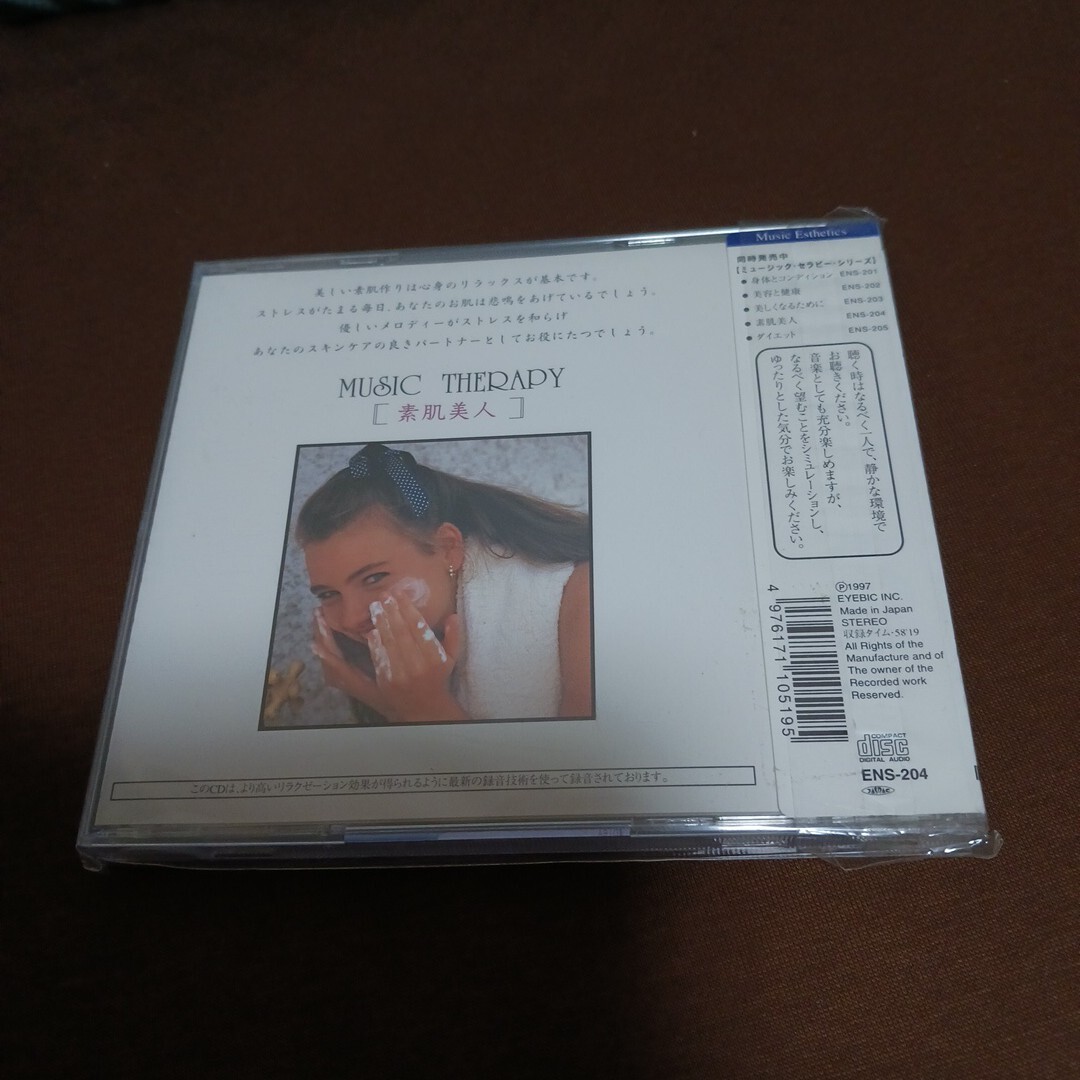 美しい素肌作りは心身のリラックスが基本です。
ストレスがたまる毎日、あなたのお肌は悲鳴をあげているでしょう。
優しいメロディーがストレスを和らげ
あなたのスキンケアの良きパートナーとしてお役にたつでしょう。
MUSIC THERAPY
〚 素肌美人 〛
このCDは、より高いリラクゼーション効果が得られるように最新の録音技術を使って録音されております。
Music Esthetics
同時発売中
【ミュージック・セラピー・シリーズ】
● 身体とコンディション ENS-201
● 美容と健康 ENS-202
● 美しくなるために ENS-203
● 素肌美人 ENS-204
● ダイエット ENS-205
聴く時はなるべく一人で、静かな環境で
お聴きください。
音楽としても充分楽しめますが、
なるべく望むことをシミュレーションし、
ゆったりとした気分でお楽しみください。
4 976171 105195
Ⓟ1997
EYEBIC INC.
Made in Japan
STEREO
収録タイム・58'19
All Rights of the
Manufacture and of
The owner of the
Recorded work
Reserved.
COMPACT
disc
DIGITAL AUDIO
ENS-204